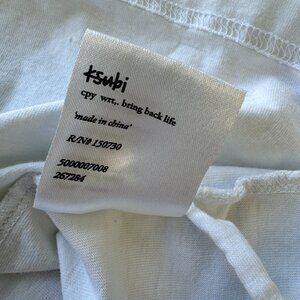 ksubi
cpy wrt,. bring back life
'made in china'
R/N# 150730
5000007008
267284